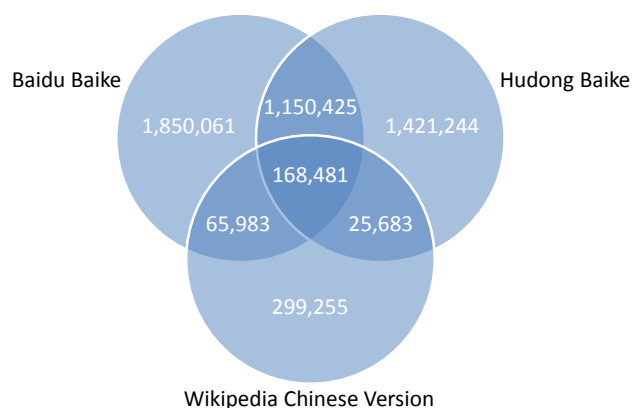 Baidu Baike
Hudong Baike
1,150,425
1,850,061
1,421,244
168,481
65,983
25,683
299,255
Wikipedia Chinese Version